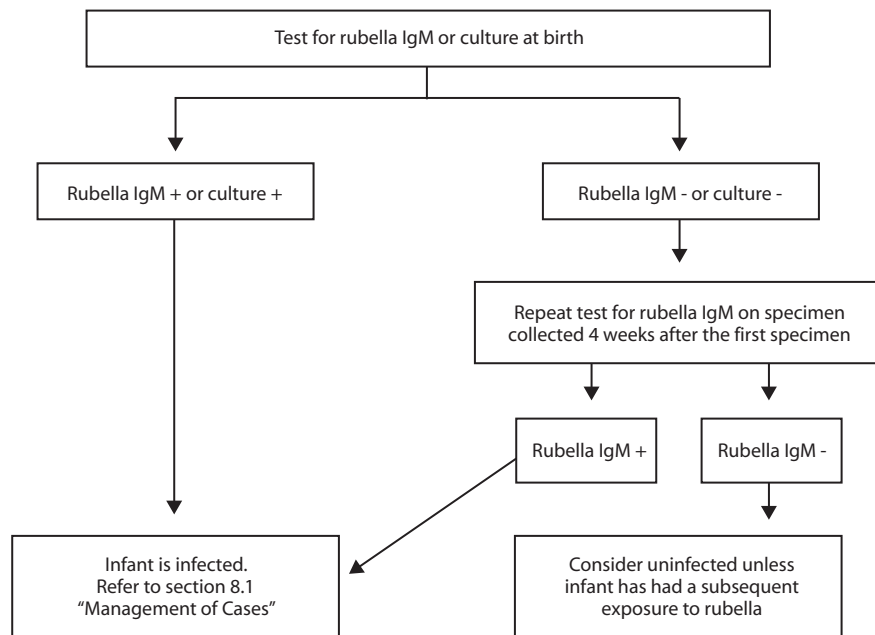 Test for rubella IgM or culture at birth
Rubella IgM + or culture +
Rubella IgM - or culture -
Repeat test for rubella IgM on specimen
collected 4 weeks after the first specimen
Rubella IgM +
Rubella IgM -
Infant is infected.
Refer to section 8.1
“Management of Cases”
Consider uninfected unless
infant has had a subsequent
exposure to rubella